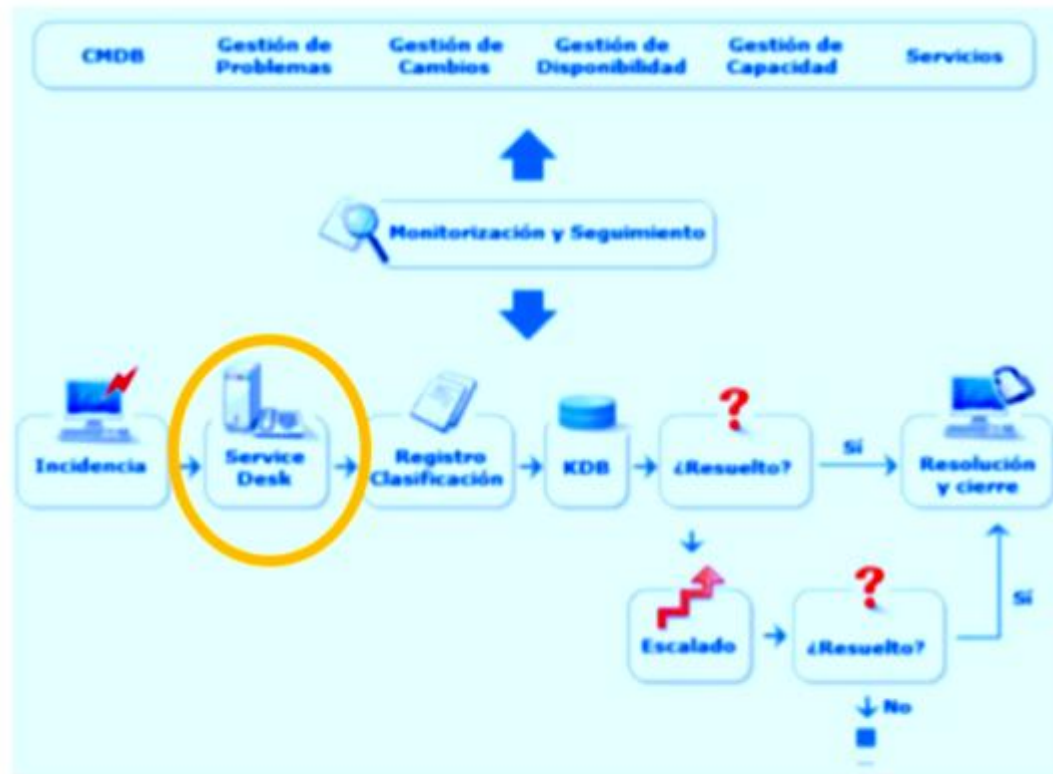 CMDB
Gestión de
Problemas
Gestión de
Cambios
Gestión de
Disponibilidad
Gestión de
Capacidad
Servicios
Monitorización y Seguimiento
Incidencia
Service
Desk
Registro
Clasificación
KDB
¿Resuelto?
Sí
Resolución
y cierre
Escalado
¿Resuelto?
Sí
No